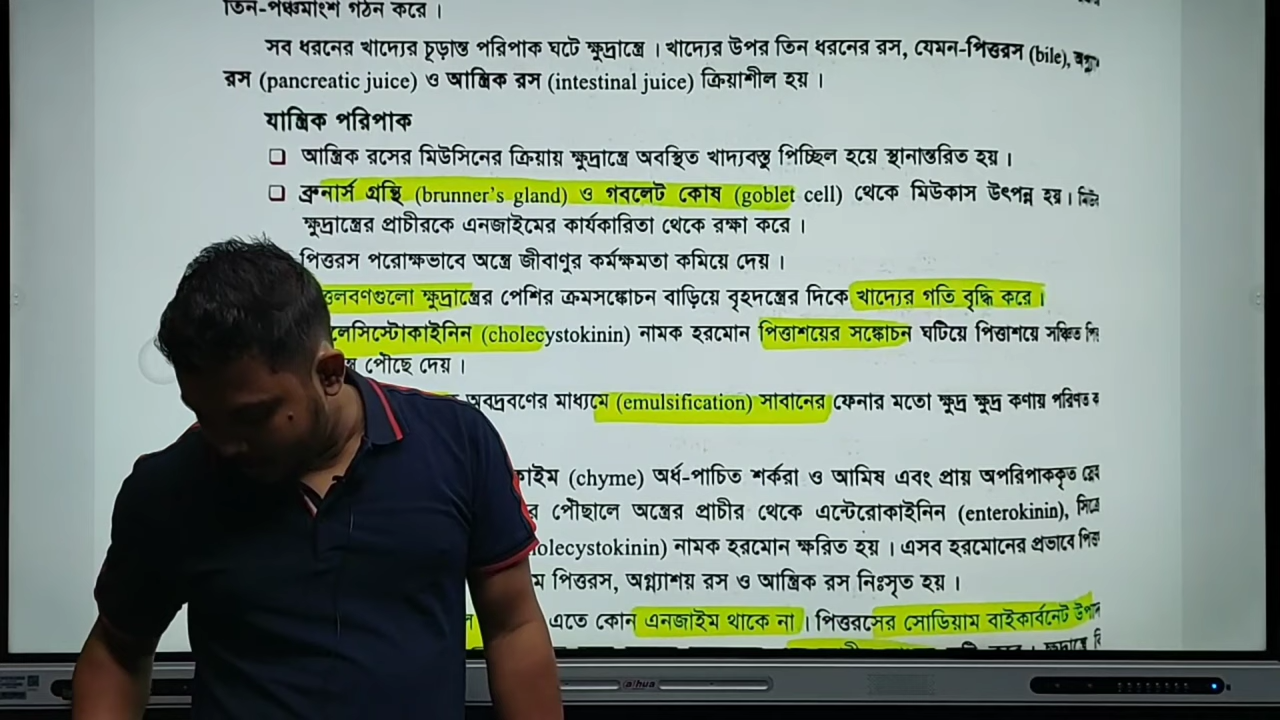 তিন-পঞ্চমাংশ গঠন করে ।
সব ধরনের খাদ্যের চূড়ান্ত পরিপাক ঘটে ক্ষুদ্রান্ত্রে । খাদ্যের উপর তিন ধরনের রস, যেমন-পিত্তরস (bile),
রস (pancreatic juice) ও আন্ত্রিক রস (intestinal juice) ক্রিয়াশীল হয় ।
যান্ত্রিক পরিপাক
❑ আন্ত্রিক রসের মিউসিনের ক্রিয়ায় ক্ষুদ্রান্ত্রে অবস্থিত খাদ্যবস্তু পিচ্ছিল হয়ে স্থানান্তরিত হয় ।
❑ ব্রুনার্স গ্রন্থি (brunner's gland) ও গবলেট কোষ (goblet cell) থেকে মিউকাস উৎপন্ন হয় ।
ক্ষুদ্রান্ত্রের প্রাচীরকে এনজাইমের কার্যকারিতা থেকে রক্ষা করে ।
পিত্তরস পরোক্ষভাবে অন্ত্রে জীবাণুর কর্মক্ষমতা কমিয়ে দেয় ।
ক্ষুদ্রান্ত্রের পেশির ক্রমসঙ্কোচন বাড়িয়ে বৃহদন্ত্রের দিকে খাদ্যের গতি বৃদ্ধি করে ।
(cholecystokinin) নামক হরমোন পিত্তাশয়ের সঙ্কোচন ঘটিয়ে পিত্তাশয়ে সঞ্চিত
পৌছে দেয় ।
অবদ্রবণের মাধ্যমে (emulsification) সাবানের ফেনার মতো ক্ষুদ্র ক্ষুদ্র কণায় পরিণত
(chyme) অর্ধ-পাচিত শর্করা ও আমিষ এবং প্রায় অপরিপাককৃত
পৌছালে অন্ত্রের প্রাচীর থেকে এন্টেরোকাইনিন (enterokinin),
নামক হরমোন ক্ষরিত হয় । এসব হরমোনের প্রভাবে
পিত্তরস, অগ্ন্যাশয় রস ও আন্ত্রিক রস নিঃসৃত হয় ।
এতে কোন এনজাইম থাকে না । পিত্তরসের সোডিয়াম বাইকার্বনেট
alhua